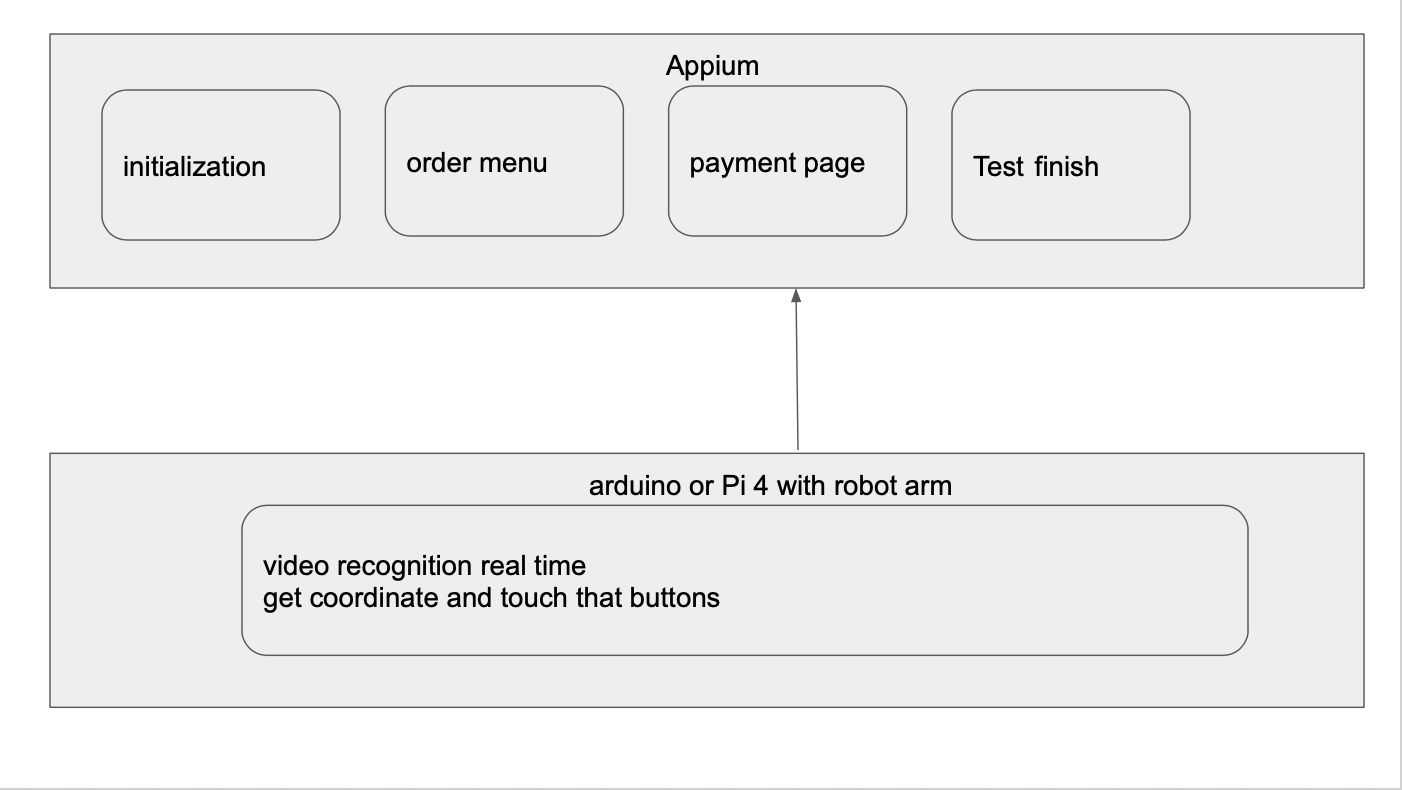 Appium
initialization
order menu
payment page
Test finish
arduino or Pi 4 with robot arm
video recognition real time
get coordinate and touch that buttons